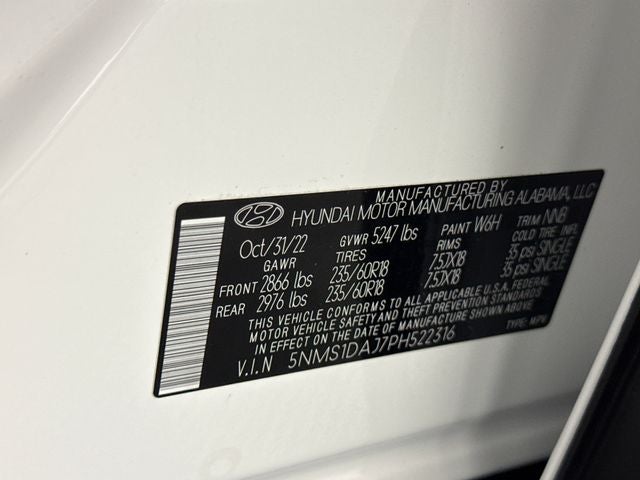 MANUFACTURED BY
HYUNDAI MOTOR MANUFACTURING ALABAMA, LLC
Oct/31/22 GVWR 5247 lbs PAINT W6H TRIM NNB
GAWR TIRES RIMS COLD TIRE INFL
FRONT 2866 lbs 235/60R18 7.5JX18 35 psi SINGLE
REAR 2976 lbs 235/60R18 7.5JX18 35 psi SINGLE
THIS VEHICLE CONFORMS TO ALL APPLICABLE U.S.A. FEDERAL
MOTOR VEHICLE SAFETY AND THEFT PREVENTION STANDARDS
IN EFFECT ON THE DATE OF MANUFACTURE SHOWN ABOVE.
V.I.N 5NMS1DAJ7PH522316 TYPE: MPV